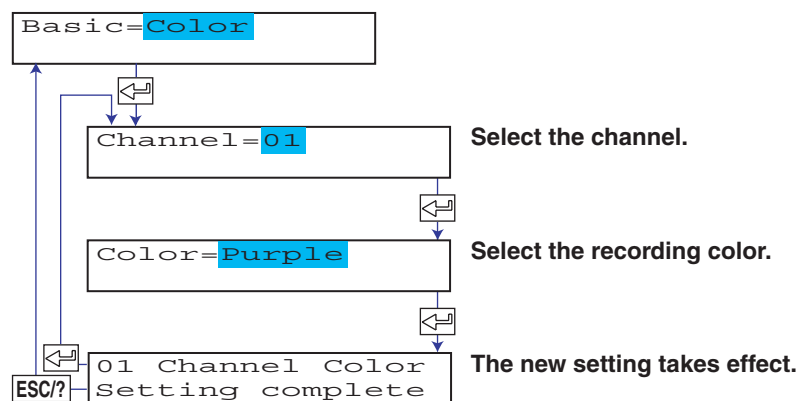 Basic=Color
Channel=01
Select the channel.
Color=Purple
Select the recording color.
01 Channel Color
Setting complete
The new setting takes effect.
ESC/?